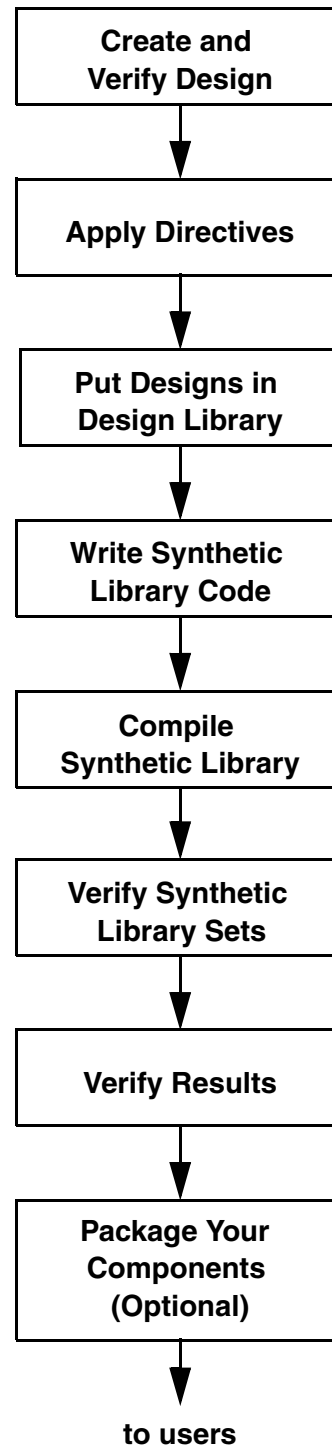 Create and
Verify Design
Apply Directives
Put Designs in
Design Library
Write Synthetic
Library Code
Compile
Synthetic Library
Verify Synthetic
Library Sets
Verify Results
Package Your
Components
(Optional)
to users